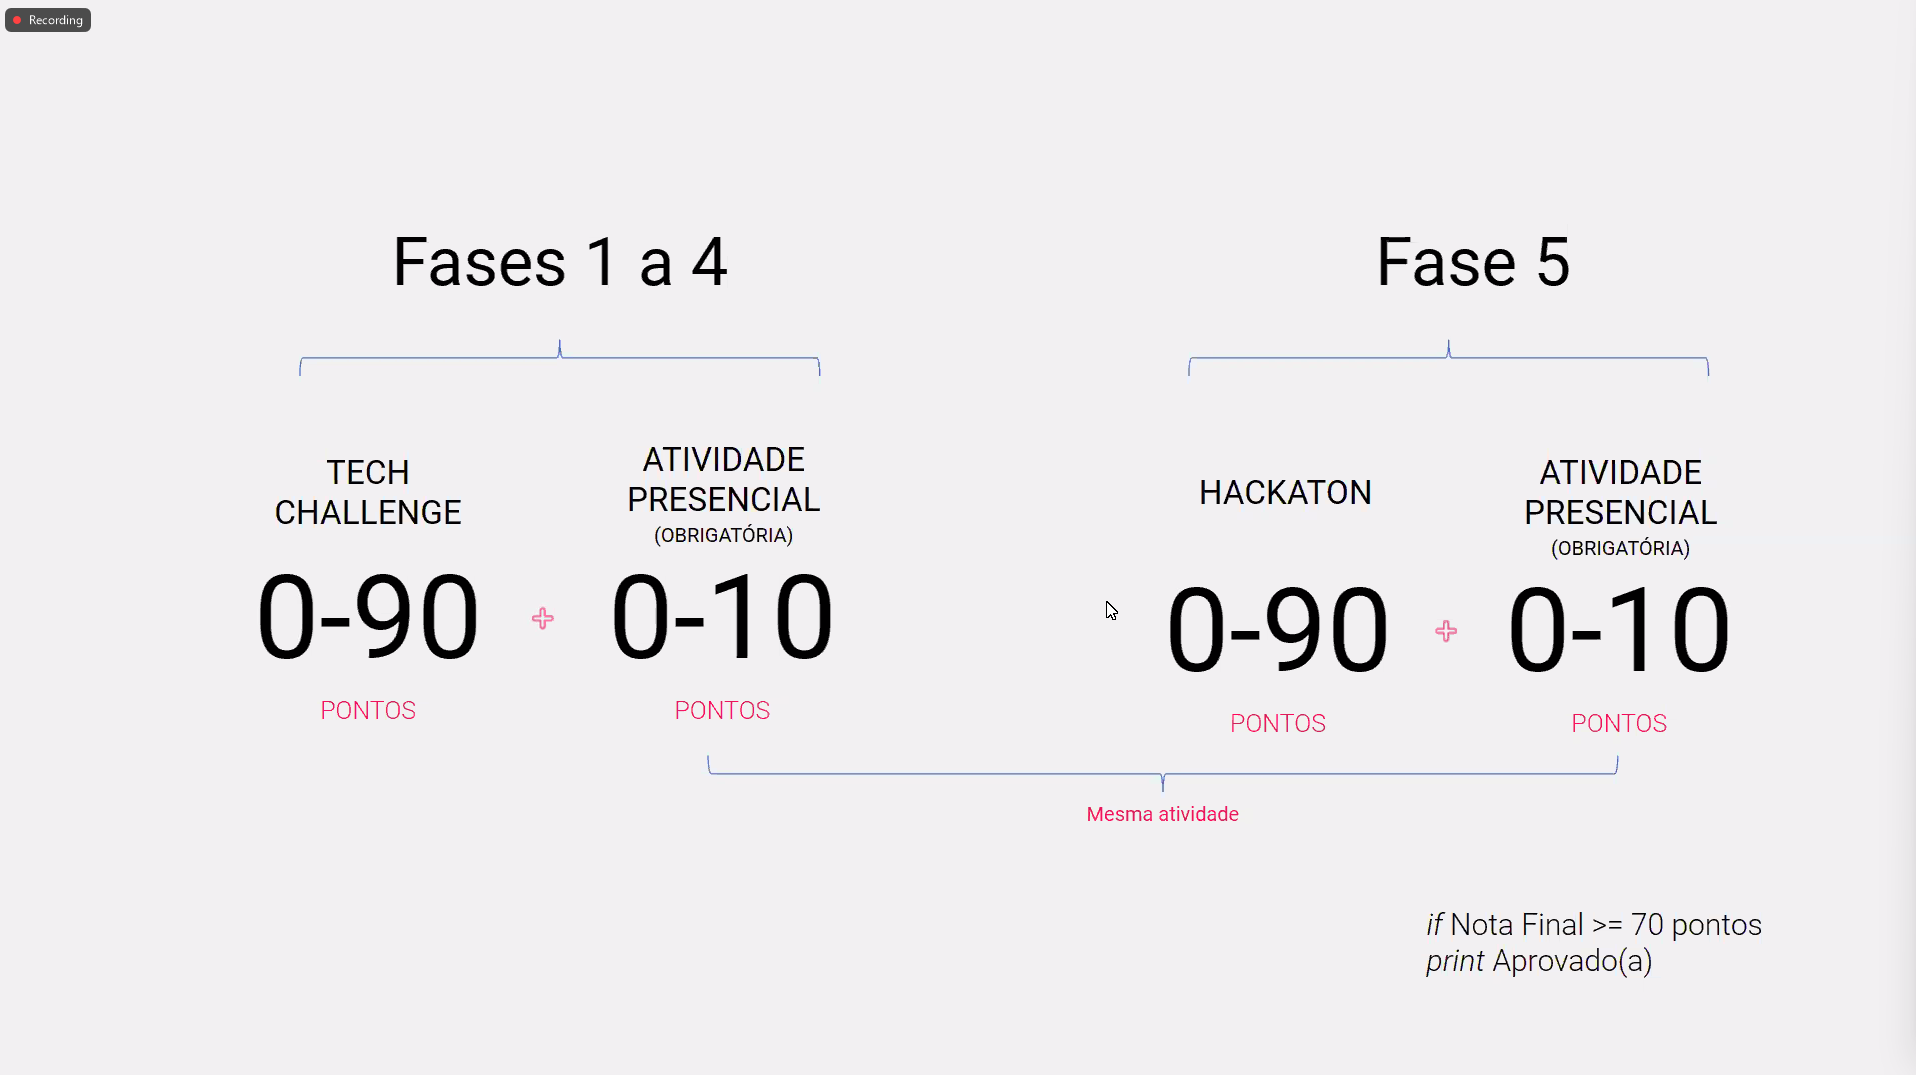 Recording
Fases 1 a 4
TECH
CHALLENGE
0-90
PONTOS
ATIVIDADE
PRESENCIAL
(OBRIGATÓRIA)
0-10
PONTOS
Fase 5
HACKATON
0-90
PONTOS
ATIVIDADE
PRESENCIAL
(OBRIGATÓRIA)
0-10
PONTOS
Mesma atividade
if Nota Final >= 70 pontos
print Aprovado(a)